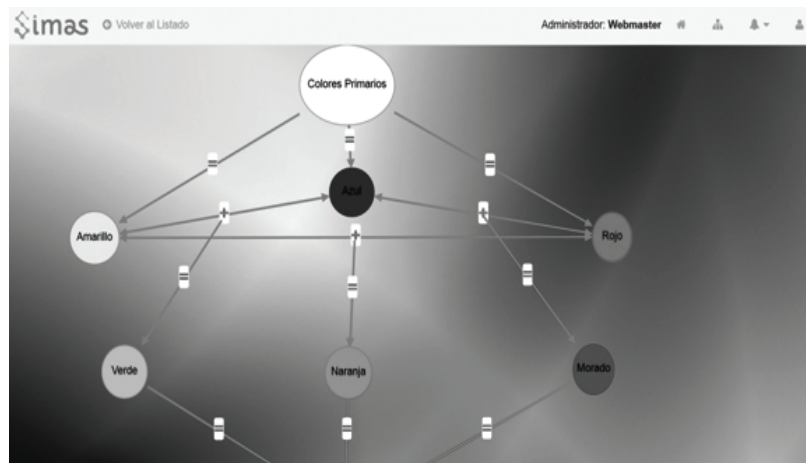 Simas Volver al Listado Administrador: Webmaster
Colores Primarios
=
=
=
Azul
+
+
Amarillo
+
Rojo
=
=
=
Verde
Naranja
Morado
=
=
=